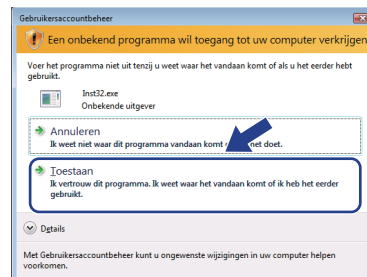 Gebruikersaccountbeheer
Een onbekend programma wil toegang tot uw computer verkrijgen
Voer het programma niet uit tenzij u weet waar het vandaan komt of als u het eerder hebt
gebruikt.
Inst32.exe
Onbekende uitgever
Annuleren
Ik weet niet waar dit programma vandaan komt net doet.
Toestaan
Ik vertrouw dit programma. Ik weet waar het vandaan komt of ik heb het eerder
gebruikt.
Details
Met Gebruikersaccountbeheer kunt u ongewenste wijzigingen in uw computer helpen
voorkomen.